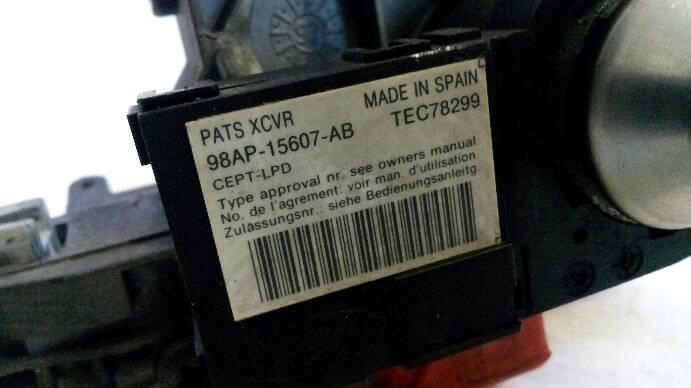 PATS XCVR MADE IN SPAIN
98AP-15607-AB TEC78299
CEPT-LPD
Type approval nr. see owners manual
No. de l'agrement: voir man. d'utilisation
Zulassungsnr.: siehe Bedienungsanleitg.